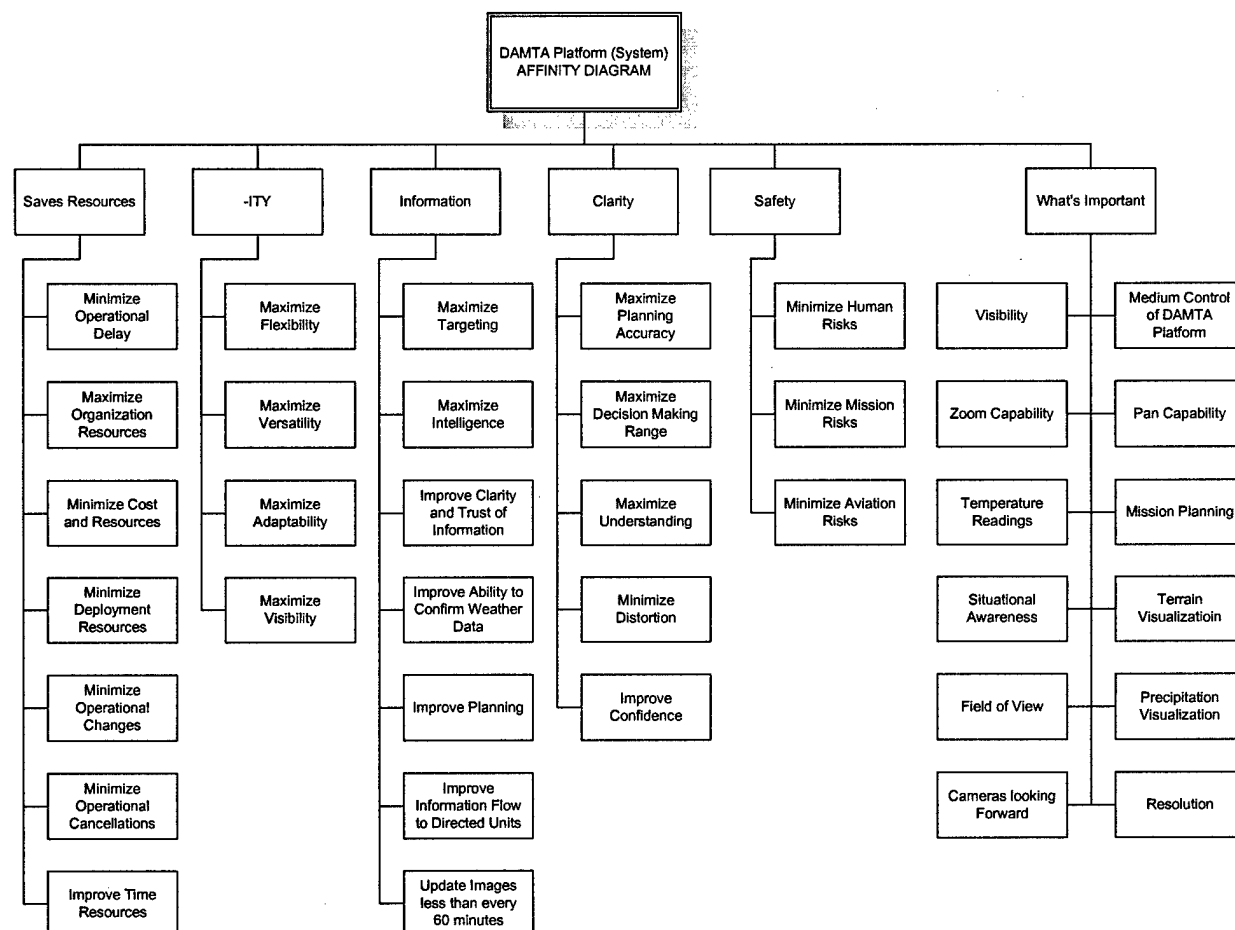 DAMTA Platform (System)
AFFINITY DIAGRAM
Saves Resources
-ITY
Information
Clarity
Safety
What's Important
Minimize
Operational
Delay
Maximize
Organization
Resources
Minimize Cost
and Resources
Minimize
Deployment
Resources
Minimize
Operational
Changes
Minimize
Operational
Cancellations
Improve Time
Resources
Maximize
Flexibility
Maximize
Versatility
Maximize
Adaptability
Maximize
Visibility
Maximize
Targeting
Maximize
Intelligence
Improve Clarity
and Trust of
Information
Improve Ability to
Confirm Weather
Data
Improve Planning
Improve
Information Flow
to Directed Units
Update Images
less than every
60 minutes
Maximize
Planning
Accuracy
Maximize
Decision Making
Range
Maximize
Understanding
Minimize
Distortion
Improve
Confidence
Minimize Human
Risks
Minimize Mission
Risks
Minimize Aviation
Risks
Visibility
Zoom Capability
Temperature
Readings
Situational
Awareness
Field of View
Cameras looking
Forward
Medium Control
of DAMTA
Platform
Pan Capability
Mission Planning
Terrain
Visualizatioin
Precipitation
Visualization
Resolution